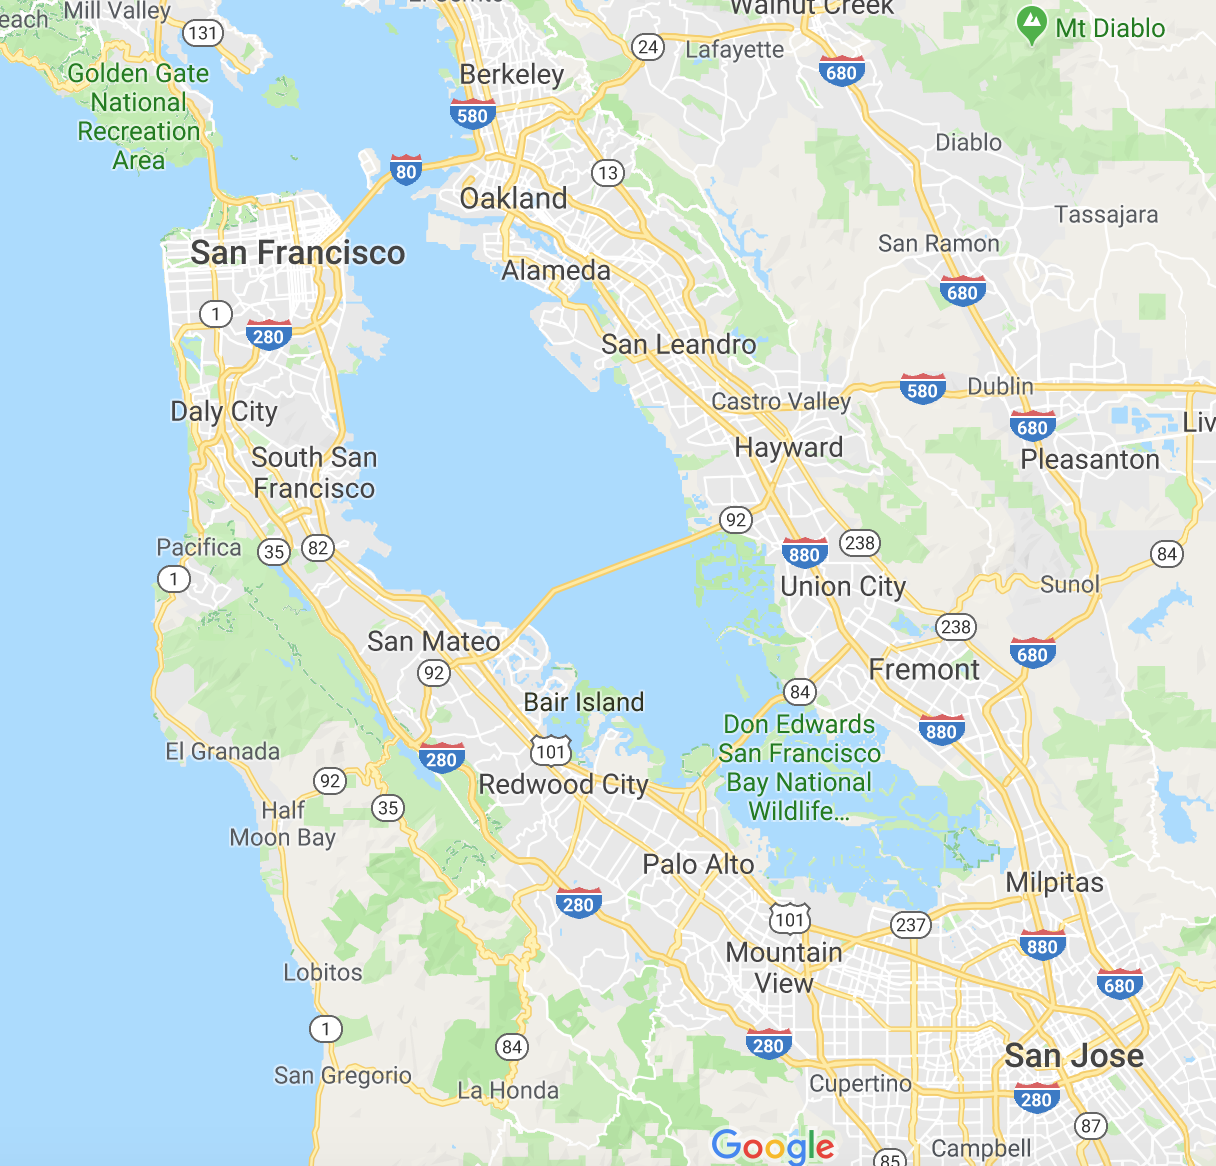 El Cerrito
Walnut Creek
Mill Valley
each
131
24
Lafayette
Mt Diablo
Golden Gate
National
Recreation
Area
Berkeley
680
580
Diablo
80
13
Oakland
Tassajara
San Francisco
San Ramon
Alameda
680
1
280
San Leandro
580
Dublin
Castro Valley
Daly City
680
Liv
Hayward
South San
Francisco
Pleasanton
92
Pacifica
35
82
880
238
84
1
Union City
Sunol
238
San Mateo
680
92
Fremont
84
Bair Island
Don Edwards
San Francisco
Bay National
Wildlife...
880
El Granada
101
280
92
Redwood City
35
Half
Moon Bay
Palo Alto
Milpitas
280
101
237
880
Mountain
View
Lobitos
680
1
280
84
San Jose
San Gregorio
La Honda
Cupertino
280
87
Google
Campbell
85